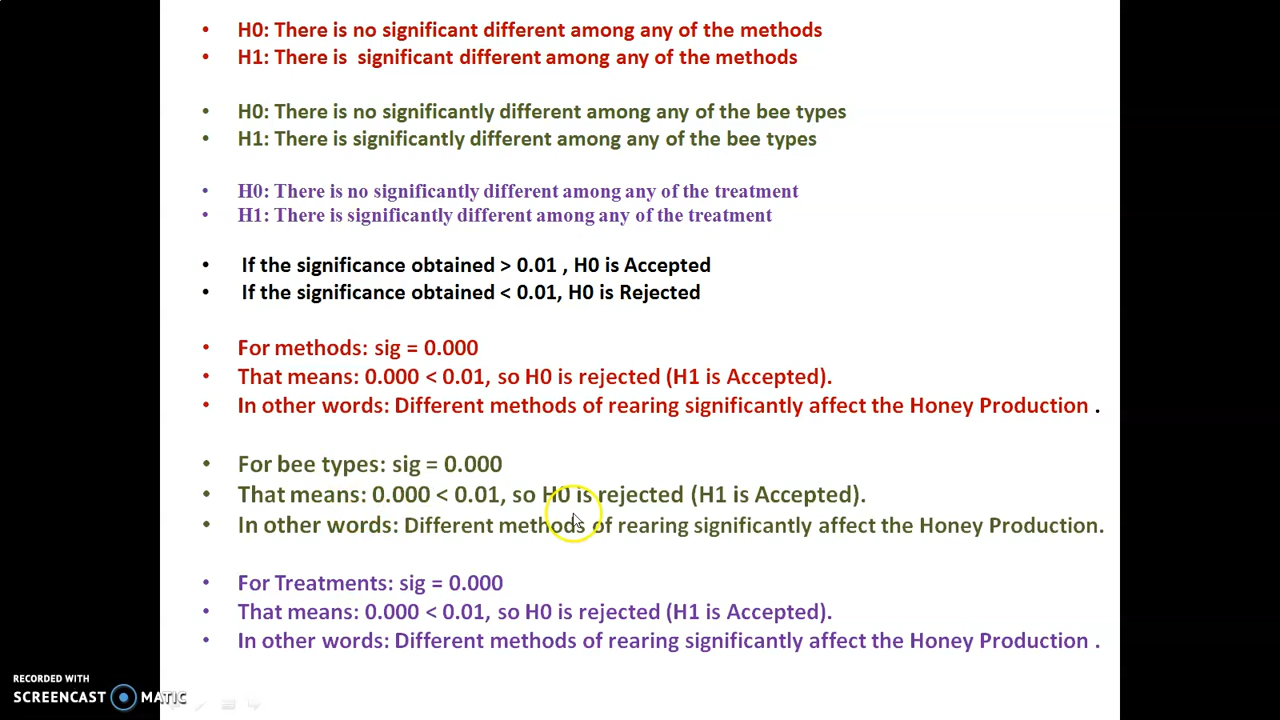 • H0: There is no significant different among any of the methods
• H1: There is  significant different among any of the methods
• H0: There is no significantly different among any of the bee types
• H1: There is significantly different among any of the bee types
• H0: There is no significantly different among any of the treatment
• H1: There is significantly different among any of the treatment
• If the significance obtained > 0.01 , H0 is Accepted
• If the significance obtained < 0.01, H0 is Rejected
• For methods: sig = 0.000
• That means: 0.000 < 0.01, so H0 is rejected (H1 is Accepted).
• In other words: Different methods of rearing significantly affect the Honey Production .
• For bee types: sig = 0.000
• That means: 0.000 < 0.01, so H0 is rejected (H1 is Accepted).
• In other words: Different methods of rearing significantly affect the Honey Production.
• For Treatments: sig = 0.000
• That means: 0.000 < 0.01, so H0 is rejected (H1 is Accepted).
• In other words: Different methods of rearing significantly affect the Honey Production .
RECORDED WITH
SCREENCAST MATIC